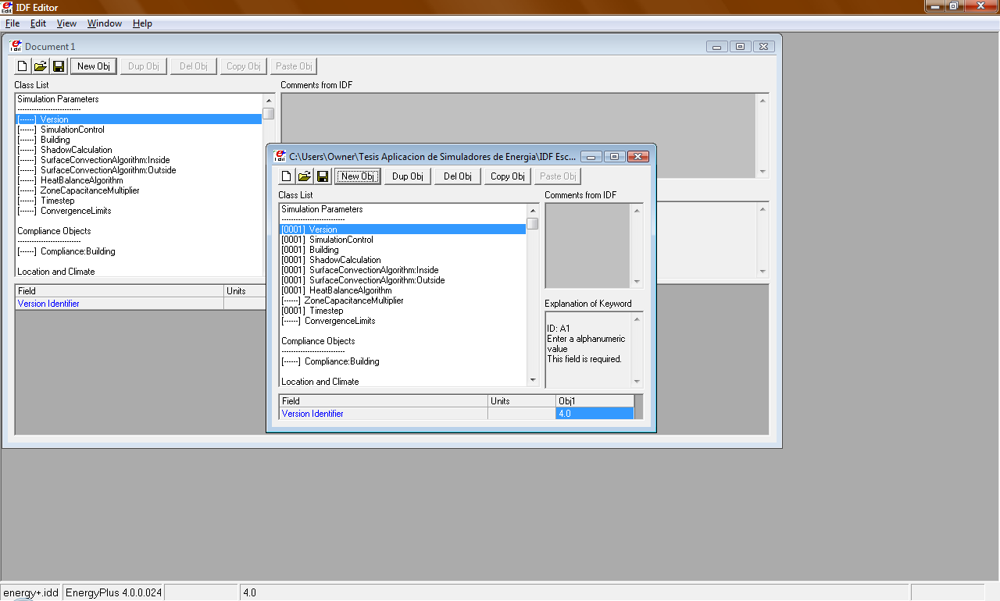 IDF Editor
File Edit View Window Help
Document 1
New Obj Dup Obj Del Obj Copy Obj Paste Obj
Class List
Comments from IDF
Simulation Parameters
--------------------------
[------] Version
[------] SimulationControl
[------] Building
[------] ShadowCalculation
[------] SurfaceConvectionAlgorithm:Inside
[------] SurfaceConvectionAlgorithm:Outside
[------] HeatBalanceAlgorithm
[------] ZoneCapacitanceMultiplier
[------] Timestep
[------] ConvergenceLimits
Compliance Objects
--------------------------
[------] Compliance:Building
Location and Climate
Field Units
Version Identifier
C:\Users\Owner\Tesis Aplicacion de Simuladores de Energia\IDF Esc...
New Obj Dup Obj Del Obj Copy Obj Paste Obj
Class List
Comments from IDF
Simulation Parameters
--------------------------
[0001] Version
[0001] SimulationControl
[0001] Building
[0001] ShadowCalculation
[0001] SurfaceConvectionAlgorithm:Inside
[0001] SurfaceConvectionAlgorithm:Outside
[0001] HeatBalanceAlgorithm
[------] ZoneCapacitanceMultiplier
[0001] Timestep
[------] ConvergenceLimits
Compliance Objects
--------------------------
[------] Compliance:Building
Location and Climate
Explanation of Keyword
ID: A1
Enter a alphanumeric
value
This field is required.
Field Units Obj1
Version Identifier 4.0
energy+.idd EnergyPlus 4.0.0.024 4.0